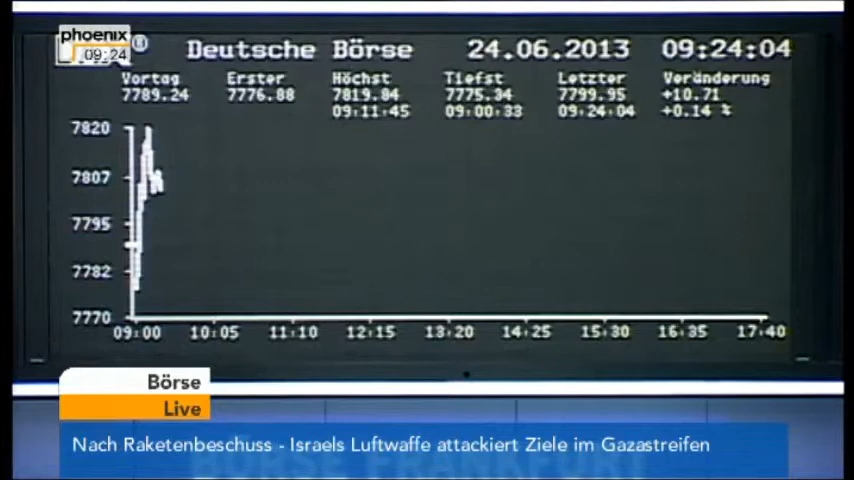 phoenix
09:24
Deutsche Börse 24.06.2013 09:24:04
Vortag Erster Höchst Tiefst Letzter Veränderung
7789.24 7776.88 7819.84 7775.34 7799.95 +10.71
09:11:45 09:00:33 09:24:04 +0.14 %
7820
7807
7795
7782
7770
09:00 10:05 11:10 12:15 13:20 14:25 15:30 16:35 17:40
Börse
Live
Nach Raketenbeschuss - Israels Luftwaffe attackiert Ziele im Gazastreifen
BÖRSE FRANKFURT